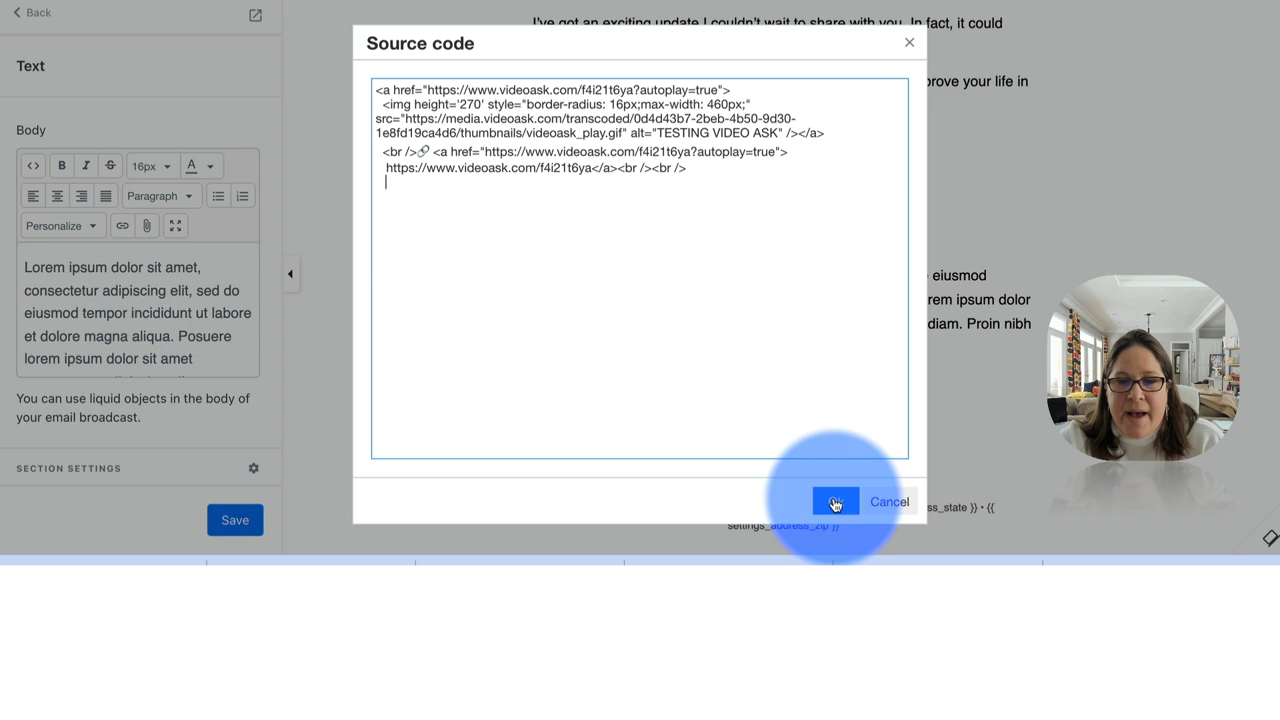 Back
Text
Body
B I S 16px A
Paragraph
Personalize
Lorem ipsum dolor sit amet,
consectetur adipiscing elit, sed do
eiusmod tempor incididunt ut labore
et dolore magna aliqua. Posuere
lorem ipsum dolor sit amet
You can use liquid objects in the body of
your email broadcast.
SECTION SETTINGS
Save
I've got an exciting update I couldn't wait to share with you. In fact, it could
prove your life in
Source code
<a href="https://www.videoask.com/f4i21t6ya?autoplay=true">
<img height='270' style="border-radius: 16px;max-width: 460px;"
src="https://media.videoask.com/transcoded/0d4d43b7-2beb-4b50-9d30-
1e8fd19ca4d6/thumbnails/videoask_play.gif" alt="TESTING VIDEO ASK" /></a>
<br />🔗 <a href="https://www.videoask.com/f4i21t6ya?autoplay=true">
https://www.videoask.com/f4i21t6ya</a><br /><br />
eiusmod
rem ipsum dolor
diam. Proin nibh
Cancel
ss_state }} • {{
settings_address_zip }}